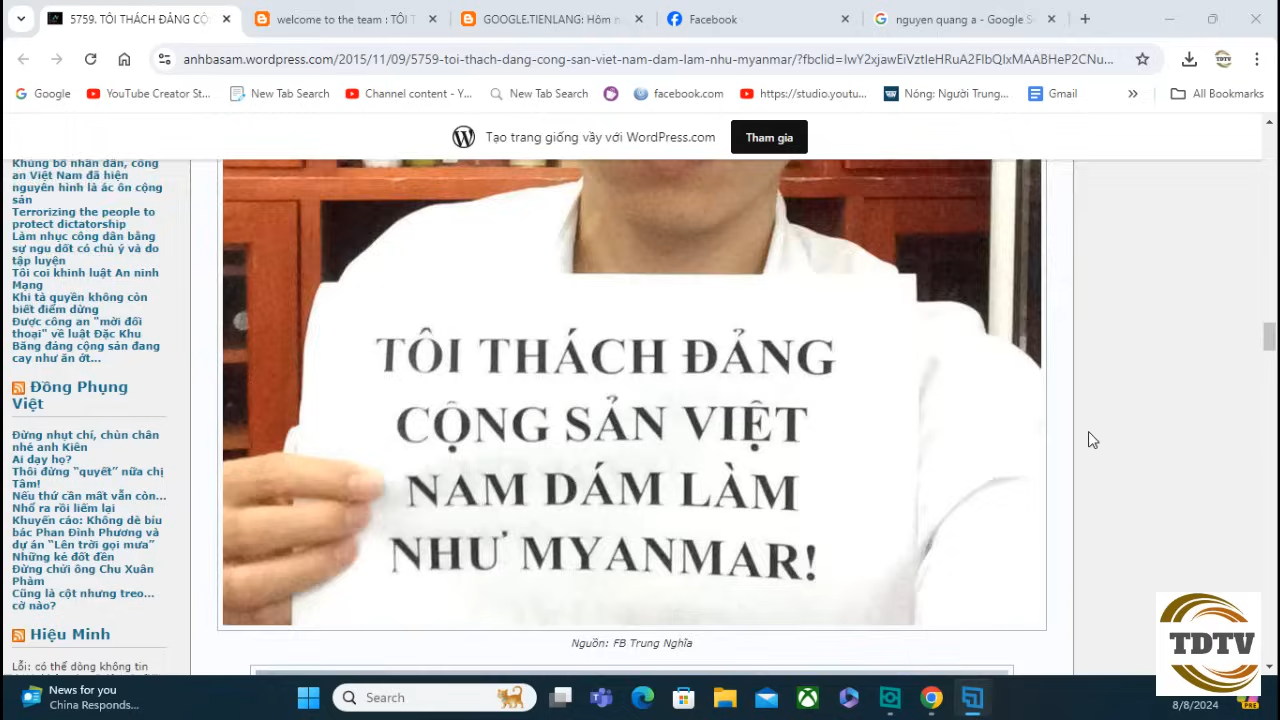 5759. TÔI THÁCH ĐẢNG CỘ
welcome to the team : TÔI T
GOOGLE.TIENLANG: Hôm n
Facebook
nguyen quang a - Google S
anhbasam.wordpress.com/2015/11/09/5759-toi-thach-dang-cong-san-viet-nam-dam-lam-nhu-myanmar/?fbclid=IwY2xjawEiVztleHRuA2FlbQIxMAABHeP2CNu...
Google
YouTube Creator St...
New Tab Search
Channel content - Y...
New Tab Search
facebook.com
https://studio.youtu...
Nóng: Người Trung...
Gmail
All Bookmarks
Tạo trang giống vầy với WordPress.com
Tham gia
Khủng bố nhân dân, công
an Việt Nam đã hiện
nguyên hình là ác ôn cộng
sản
Terrorizing the people to
protect dictatorship
Làm nhục công dân bằng
sự ngu dốt có chủ ý và do
tập luyện
Tôi coi khinh luật An ninh
Mạng
Khi tà quyền không còn
biết điểm dừng
Được công an "mời đối
thoại" về luật Đặc Khu
Băng đảng cộng sản đang
cay như ăn ớt...
Đồng Phụng
Việt
Đừng nhụt chí, chùn chân
nhé anh Kiên
Ai dạy họ?
Thôi đừng “quyết” nữa chị
Tâm!
Nếu thứ cần mất vẫn còn...
Nhổ ra rồi liếm lại
Khuyến cáo: Không dè bỉu
bác Phan Đình Phương và
dự án “Lên trời gọi mưa”
Những kẻ đốt đền
Đừng chửi ông Chu Xuân
Phàm
Cũng là cột nhưng treo...
cờ nào?
Hiệu Minh
Lỗi: có thể dòng không tin
TÔI THÁCH ĐẢNG
CỘNG SẢN VIỆT
NAM DÁM LÀM
NHƯ MYANMAR!
Nguồn: FB Trung Nghĩa
TDTV
News for you
China Responds...
Search
8/8/2024
PRE